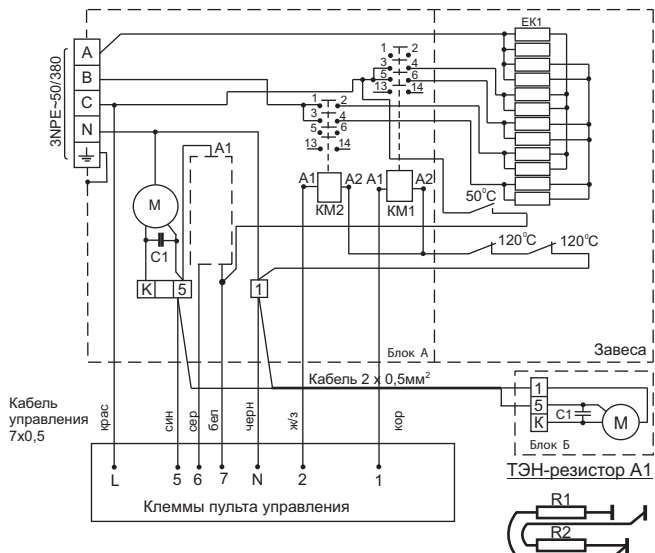 3NPE~50/380
A
B
C
N
ЕК1
1 2
3 4
5 6
13 14
1 2
3 4
5 6
13 14
A1
A1 A2
КМ2
A1 A2
КМ1
50°C
120°C 120°C
M
C1
K 5
1
Блок А
Завеса
Кабель 2 x 0,5мм²
Кабель
управления
7x0,5
крас
син
сер
бел
черн
ж/з
кор
1
5
К
C1
M
Блок Б
L 5 6 7 N 2 1
Клеммы пульта управления
ТЭН-резистор А1
R1
R2